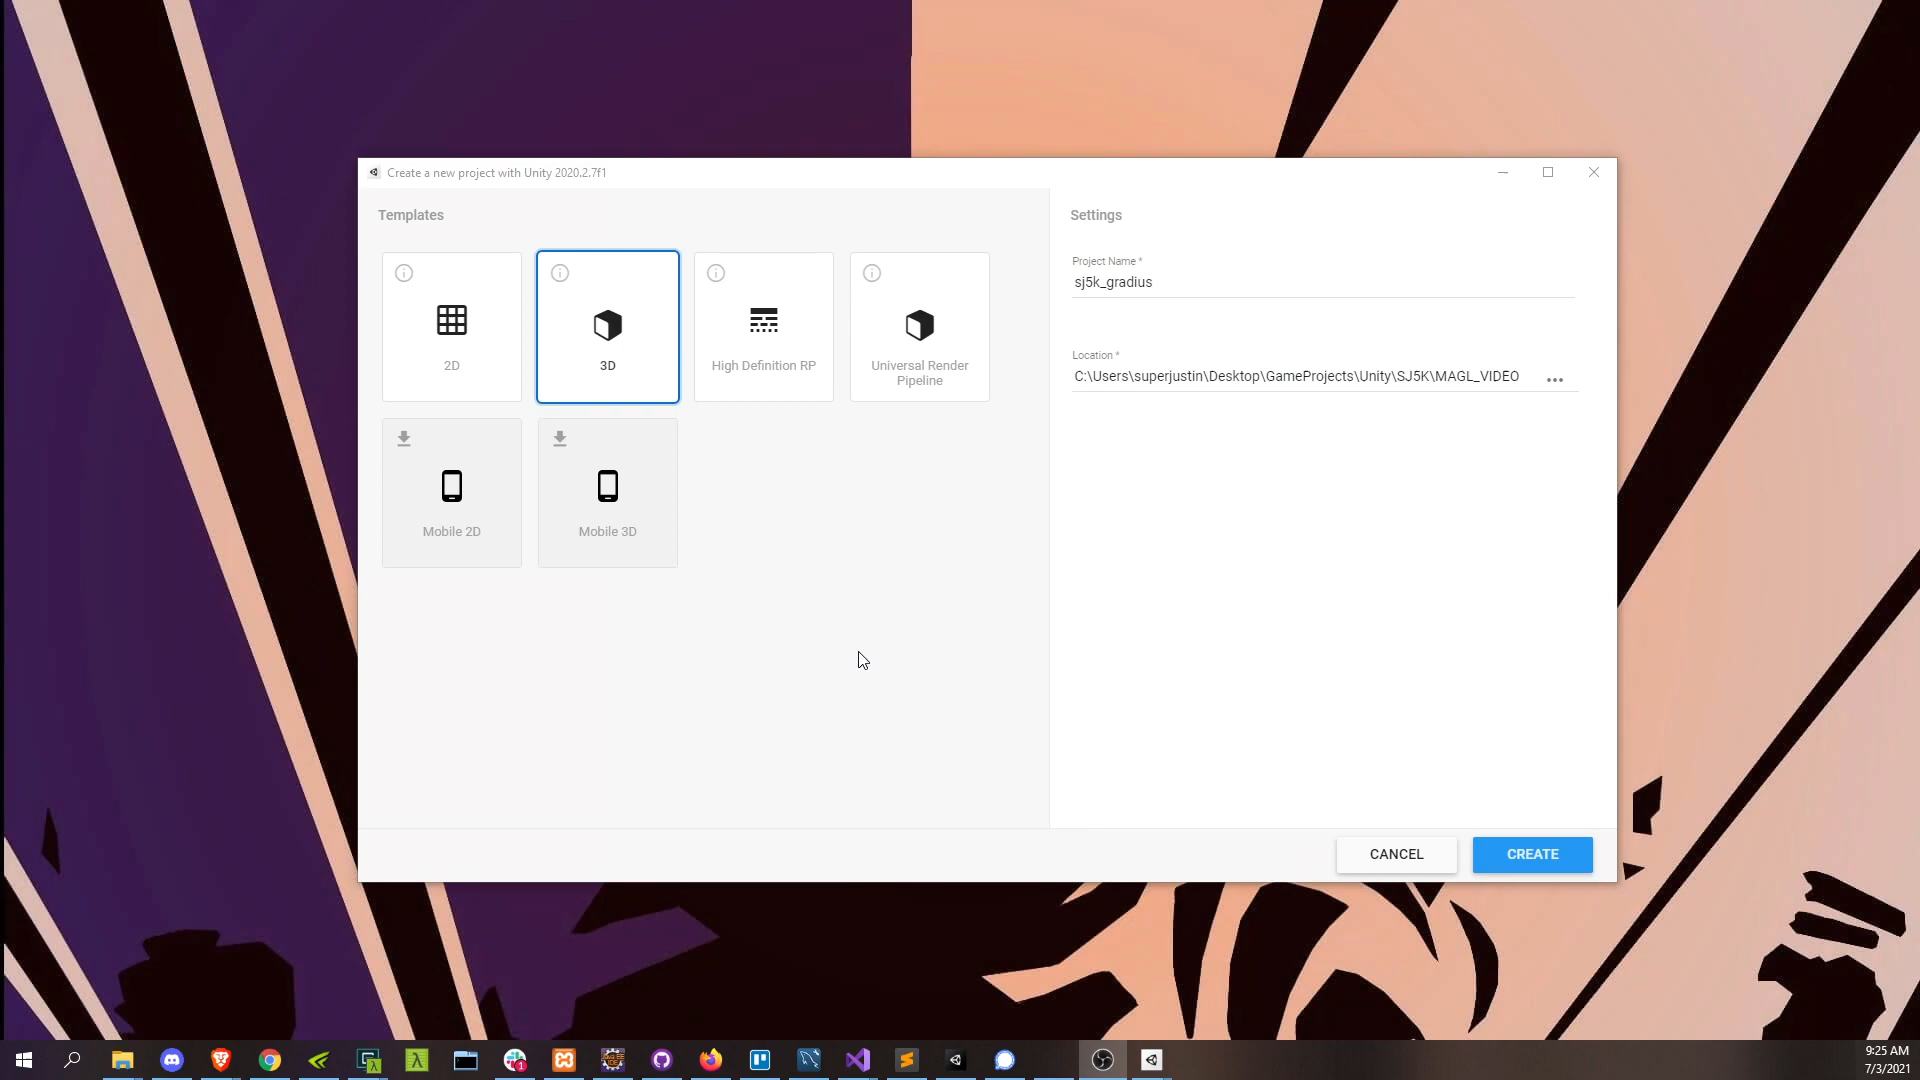 Create a new project with Unity 2020.2.7f1
Templates
2D
3D
High Definition RP
Universal Render
Pipeline
Mobile 2D
Mobile 3D
Settings
Project Name *
sj5k_gradius
Location *
C:\Users\superjustin\Desktop\GameProjects\Unity\SJ5K\MAGL_VIDEO
CANCEL
CREATE
1
9:25 AM
7/3/2021